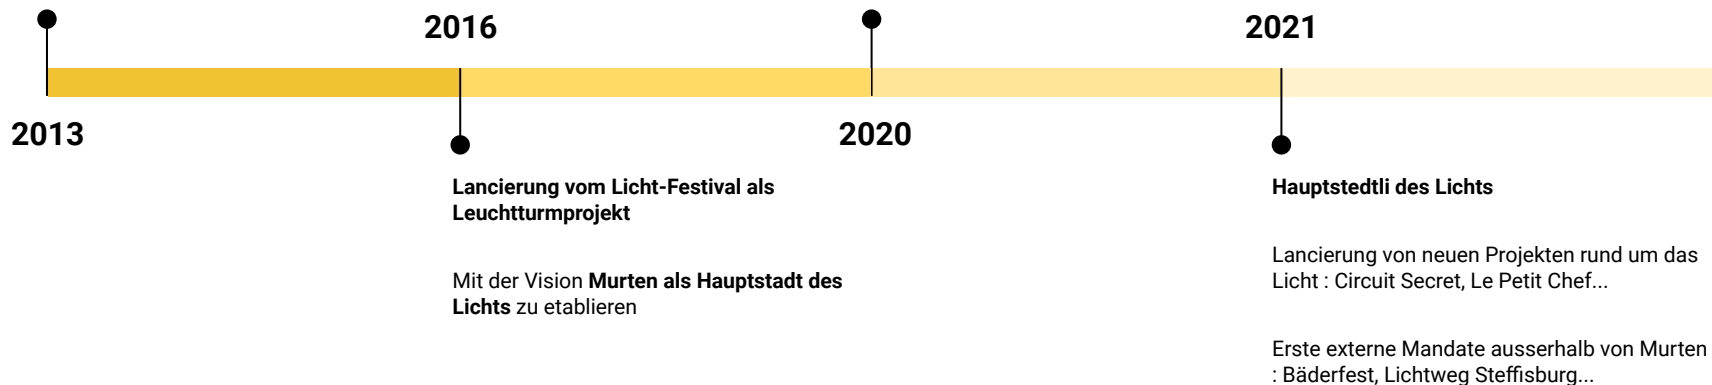 2016
2021
2013
2020
Lancierung vom Licht-Festival als
Leuchtturmprojekt
Mit der Vision Murten als Hauptstadt des
Lichts zu etablieren
Hauptstedtli des Lichts
Lancierung von neuen Projekten rund um das
Licht : Circuit Secret, Le Petit Chef...
Erste externe Mandate ausserhalb von Murten
: Bäderfest, Lichtweg Steffisburg...